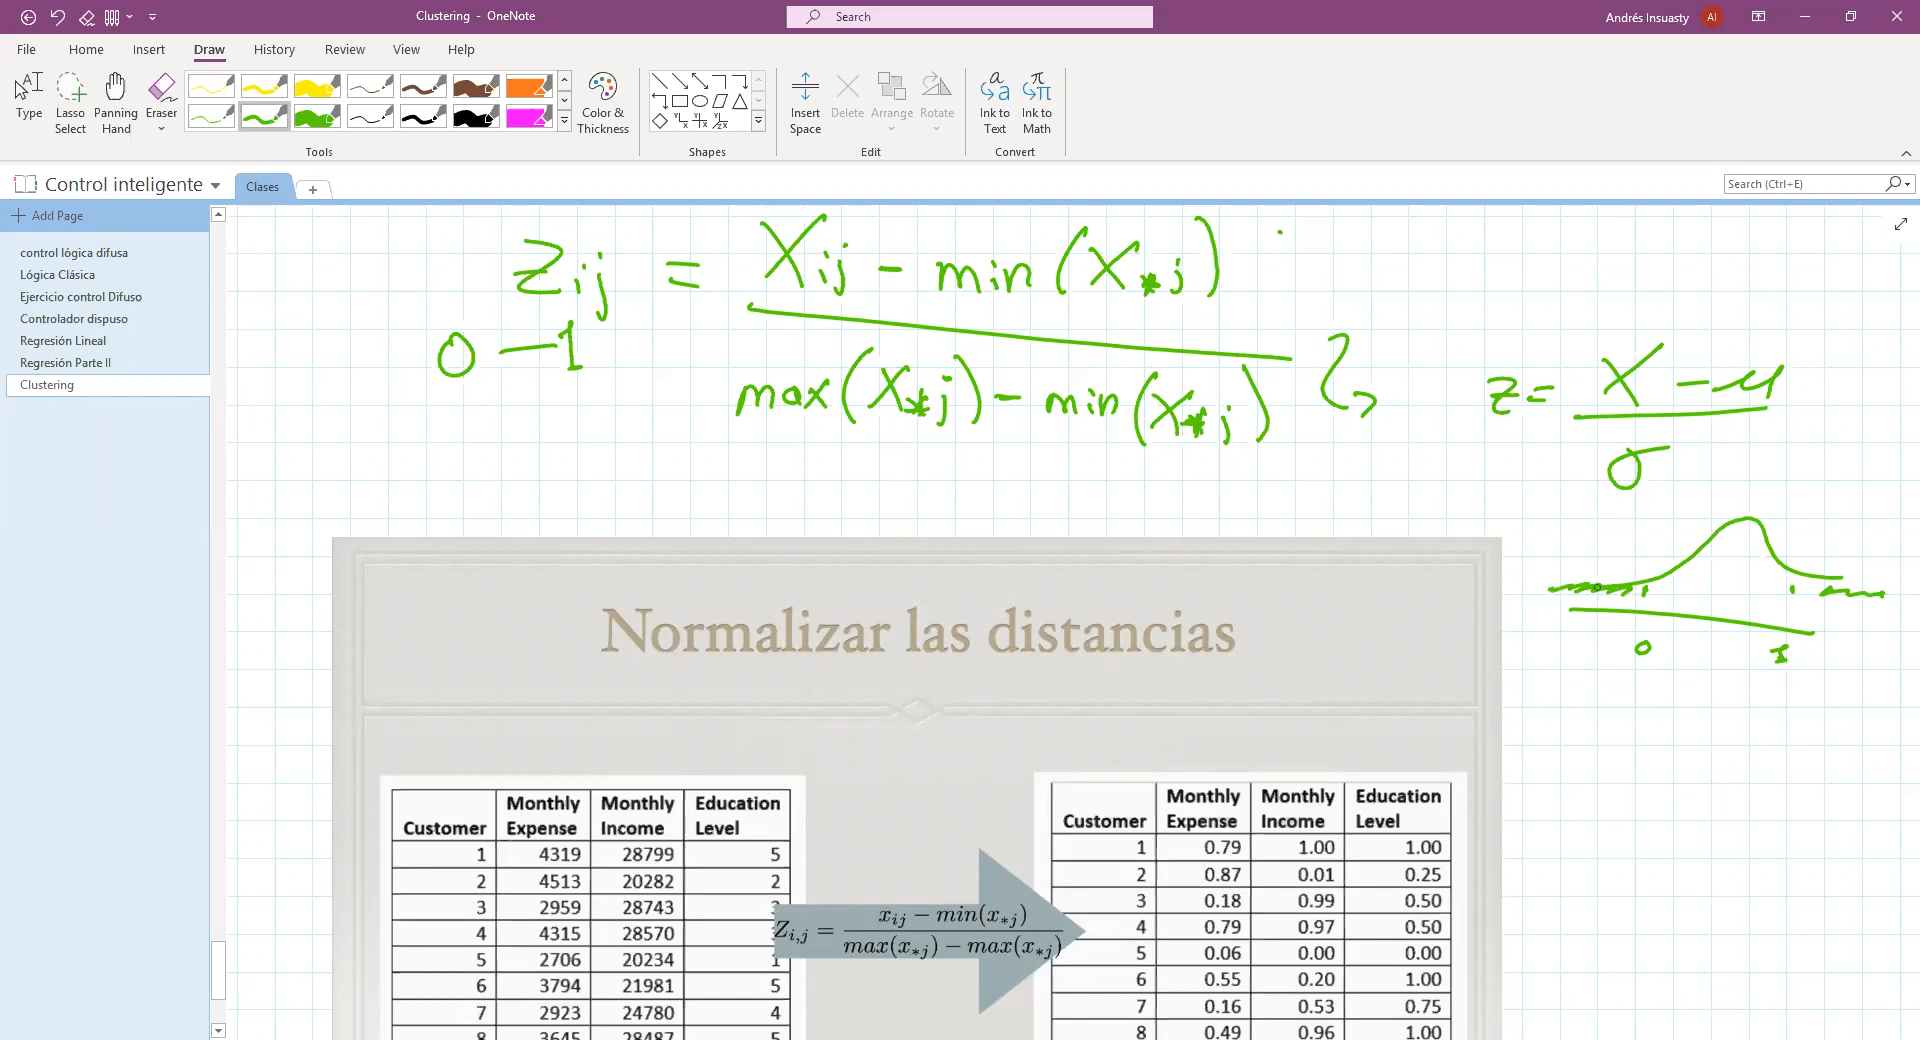 Clustering - OneNote
Search
Andrés Insuasty
AI
File Home Insert Draw History Review View Help
Type
Lasso Select
Panning Hand
Eraser
Color & Thickness
Insert Space
Delete
Arrange
Rotate
Ink to Text
Ink to Math
Tools
Shapes
Edit
Convert
Control inteligente
Clases
Search (Ctrl+E)
Add Page
control lógica difusa
Lógica Clásica
Ejercicio control Difuso
Controlador dispuso
Regresión Lineal
Regresión Parte II
Clustering
Zij = Xij - min(X*j)
max(X*j) - min(X*j)
0 — 1
z = X - μ
σ
0
Normalizar las distancias
Customer Monthly Expense Monthly Income Education Level
1 4319 28799 5
2 4513 20282 2
3 2959 28743
4 4315 28570
5 2706 20234 1
6 3794 21981 5
7 2923 24780 4
8 3645 28487 5
Z_{i,j} = x_{ij} − min(x_{*j})
max(x_{*j}) − max(x_{*j})
Customer Monthly Expense Monthly Income Education Level
1 0.79 1.00 1.00
2 0.87 0.01 0.25
3 0.18 0.99 0.50
4 0.79 0.97 0.50
5 0.06 0.00 0.00
6 0.55 0.20 1.00
7 0.16 0.53 0.75
8 0.49 0.96 1.00